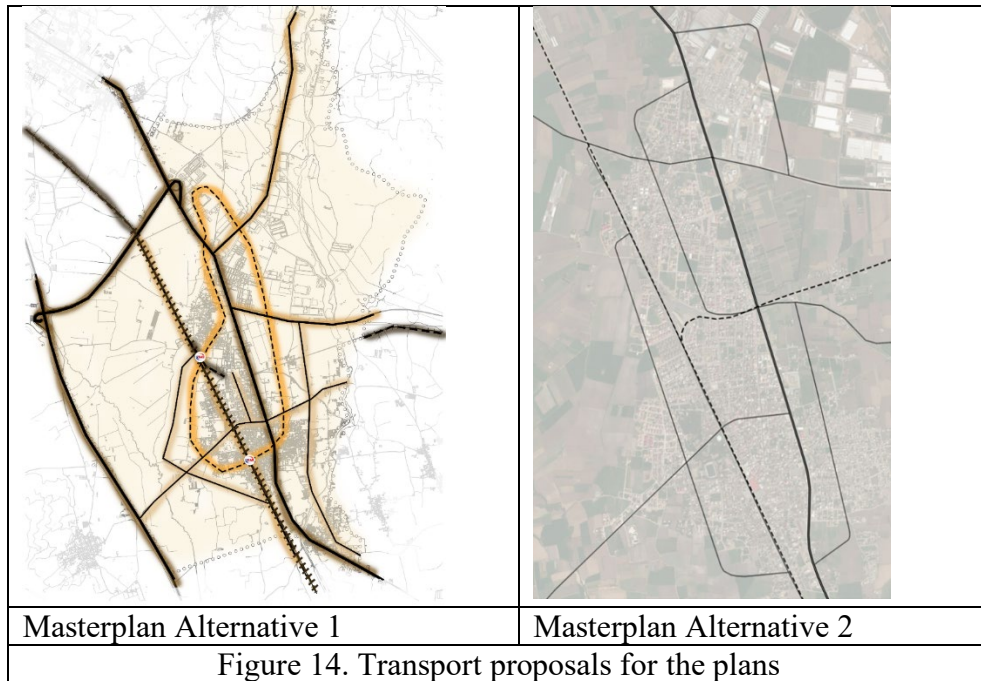 Masterplan Alternative 1
Masterplan Alternative 2
Figure 14. Transport proposals for the plans